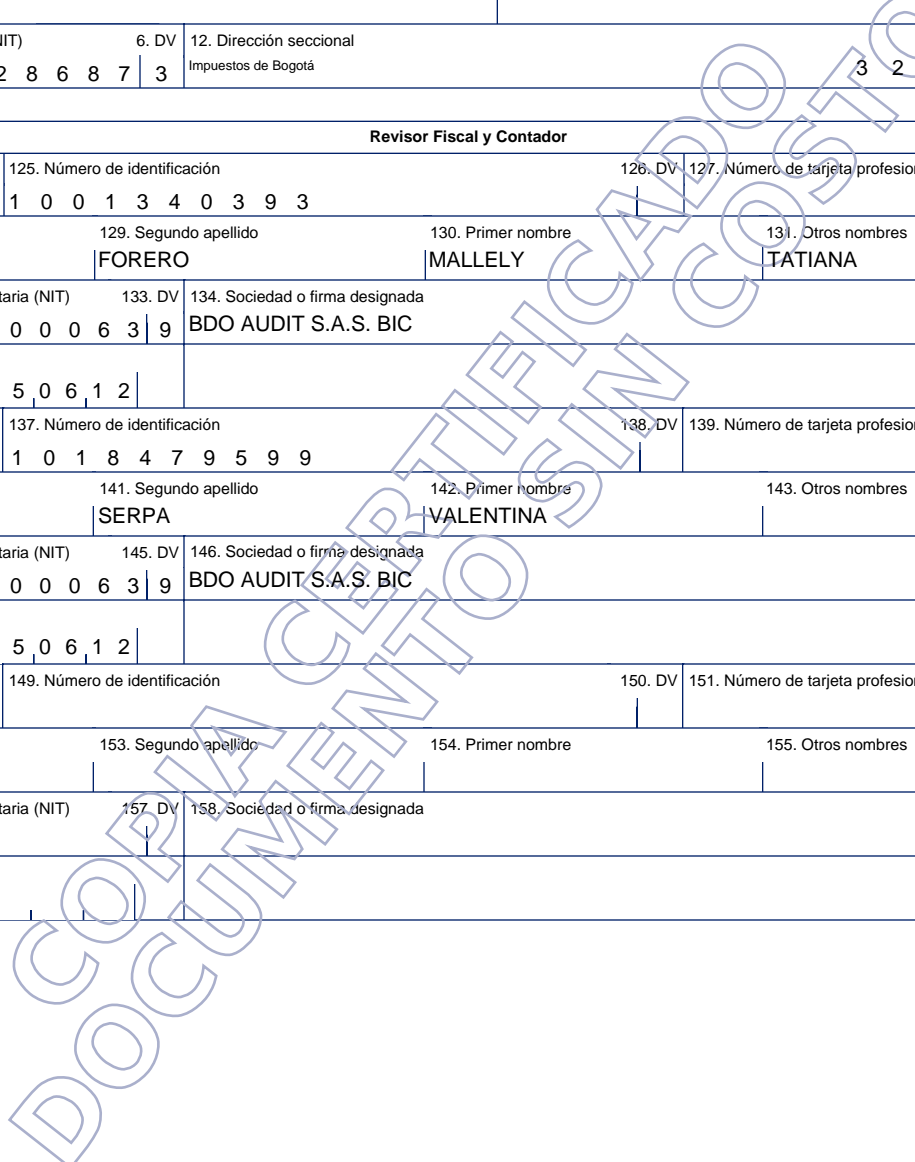 NIT) 6. DV 12. Dirección seccional
2 8 6 8 7 3 Impuestos de Bogotá 3 2
Revisor Fiscal y Contador
125. Número de identificación 126. DV 127. Número de tarjeta profesion
1 0 0 1 3 4 0 3 9 3
129. Segundo apellido 130. Primer nombre 131. Otros nombres
FORERO MALLELY TATIANA
taria (NIT) 133. DV 134. Sociedad o firma designada
0 0 0 6 3 9 BDO AUDIT S.A.S. BIC
5 0 6 1 2
137. Número de identificación 138. DV 139. Número de tarjeta profesion
1 0 1 8 4 7 9 5 9 9
141. Segundo apellido 142. Primer nombre 143. Otros nombres
SERPA VALENTINA
taria (NIT) 145. DV 146. Sociedad o firma designada
0 0 0 6 3 9 BDO AUDIT S.A.S. BIC
5 0 6 1 2
149. Número de identificación 150. DV 151. Número de tarjeta profesion
153. Segundo apellido 154. Primer nombre 155. Otros nombres
taria (NIT) 157. DV 158. Sociedad o firma designada
COPIA CERTIFICADO
DOCUMENTO SIN COSTO